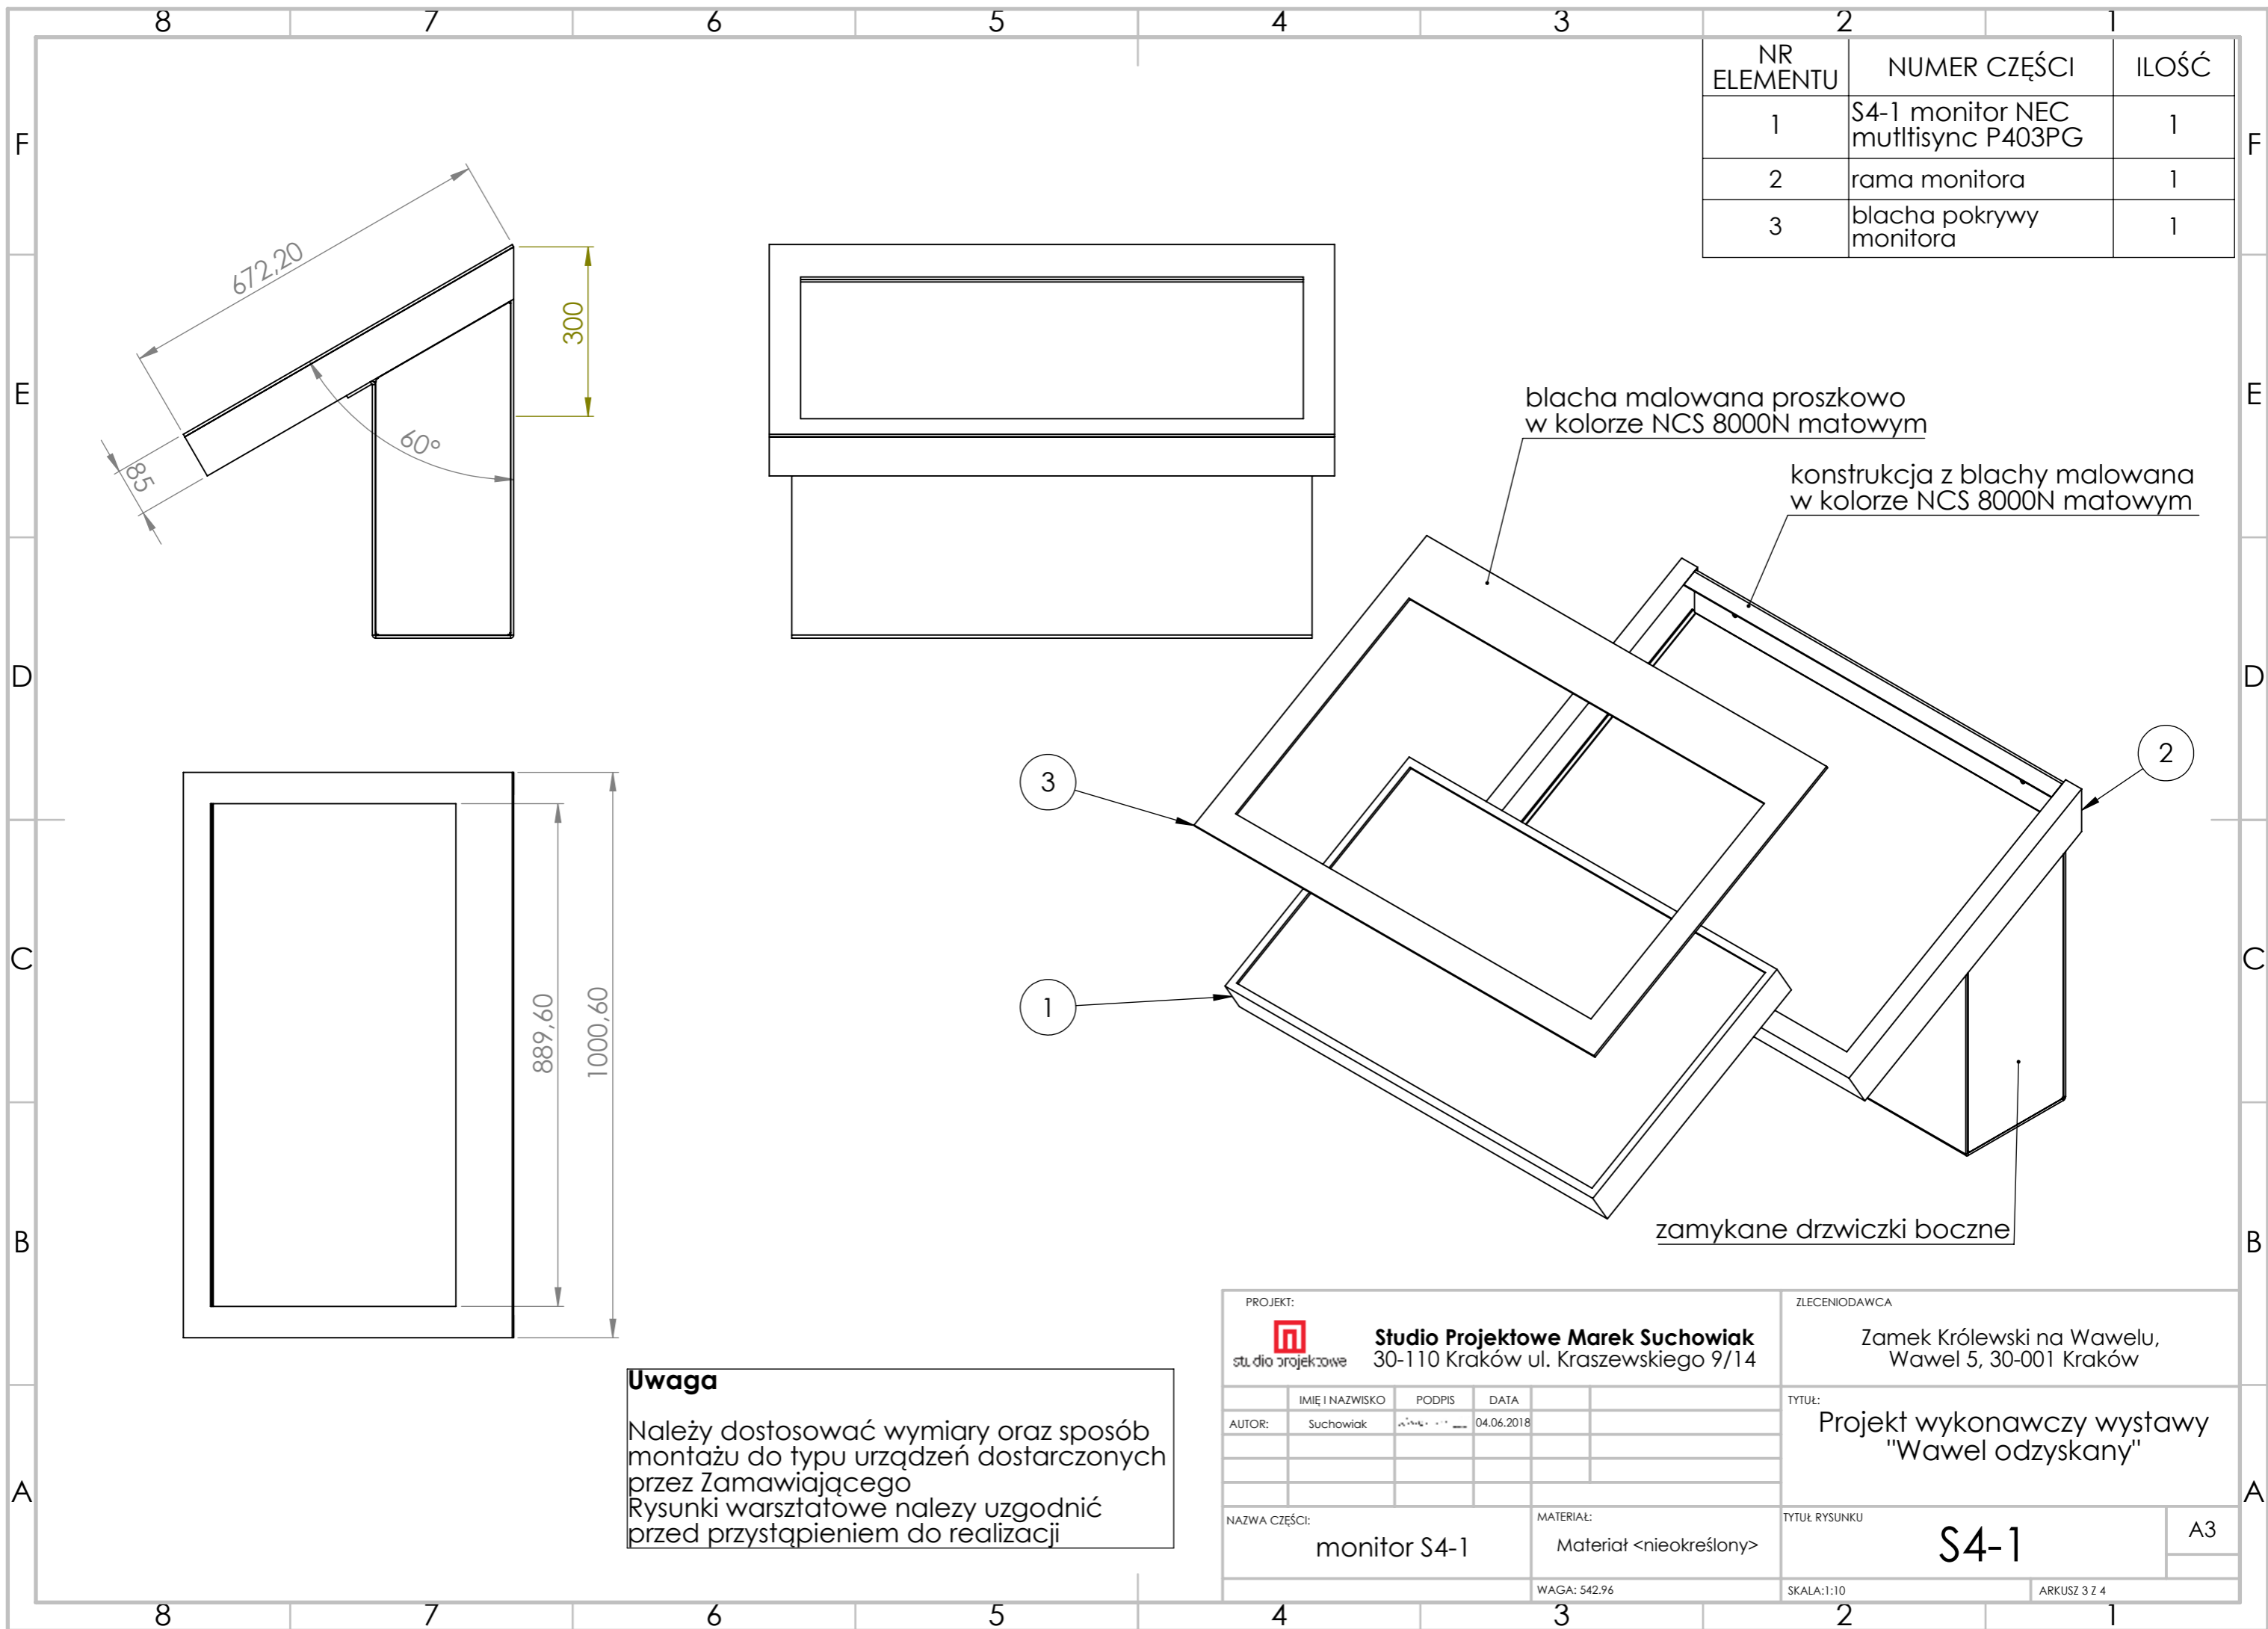 8 7 6 5 4 3 2 1
F F
E E
D D
C C
B B
A A
NR ELEMENTU NUMER CZĘŚCI ILOŚĆ
1 S4-1 monitor NEC 1
mutltisync P403PG
2 rama monitora 1
3 blacha pokrywy 1
monitora
672,20
300
60°
85
blacha malowana proszkowo
w kolorze NCS 8000N matowym
konstrukcja z blachy malowana
w kolorze NCS 8000N matowym
3
2
1
889,60
1000,60
zamykane drzwiczki boczne
Uwaga
Należy dostosować wymiary oraz sposób
montażu do typu urządzeń dostarczonych
przez Zamawiającego
Rysunki warsztatowe nalezy uzgodnić
przed przystąpieniem do realizacji
PROJEKT:
studio projektowe
Studio Projektowe Marek Suchowiak
30-110 Kraków ul. Kraszewskiego 9/14
ZLECENIODAWCA
Zamek Królewski na Wawelu,
Wawel 5, 30-001 Kraków
IMIĘ I NAZWISKO PODPIS DATA
AUTOR: Suchowiak 04.06.2018
TYTUŁ:
Projekt wykonawczy wystawy
"Wawel odzyskany"
NAZWA CZĘŚCI:
monitor S4-1
MATERIAŁ:
Materiał <nieokreślony>
TYTUŁ RYSUNKU
S4-1
A3
WAGA: 542.96
SKALA:1:10
ARKUSZ 3 Z 4
8 7 6 5 4 3 2 1